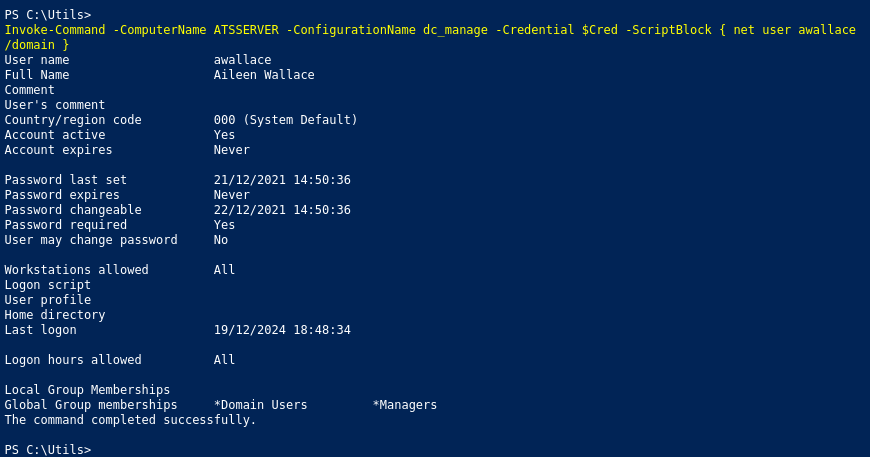 PS C:\Utils>
Invoke-Command -ComputerName ATSSERVER -ConfigurationName dc_manage -Credential $Cred -ScriptBlock { net user awallace
/domain }
User name                    awallace
Full Name                    Aileen Wallace
Comment
User's comment
Country/region code          000 (System Default)
Account active               Yes
Account expires              Never

Password last set            21/12/2021 14:50:36
Password expires             Never
Password changeable          22/12/2021 14:50:36
Password required            Yes
User may change password     No

Workstations allowed         All
Logon script
User profile
Home directory
Last logon                   19/12/2024 18:48:34

Logon hours allowed          All

Local Group Memberships
Global Group memberships     *Domain Users         *Managers
The command completed successfully.

PS C:\Utils>